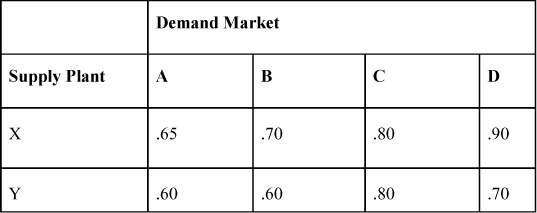 Demand Market
Supply Plant A B C D
X .65 .70 .80 .90
Y .60 .60 .80 .70